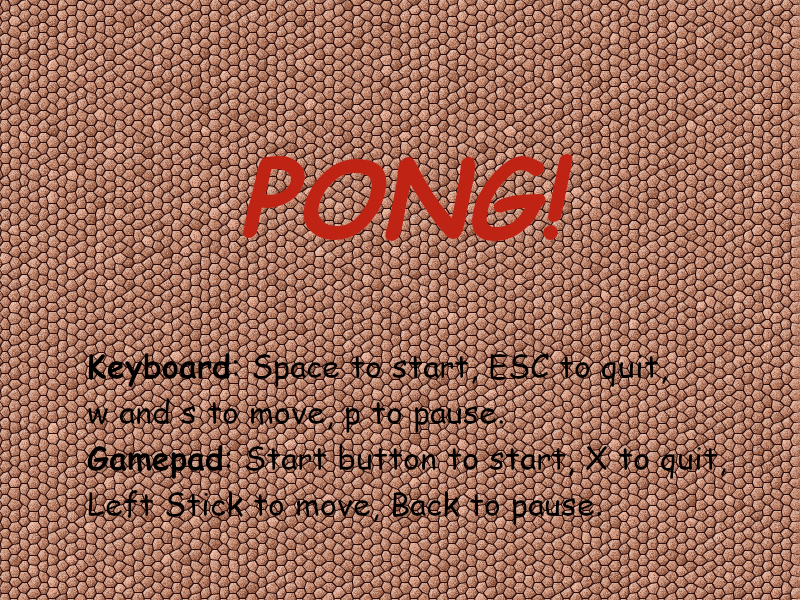 PONG!
Keyboard: Space to start, ESC to quit,
w and s to move, p to pause.
Gamepad: Start button to start, X to quit,
Left Stick to move, Back to pause.